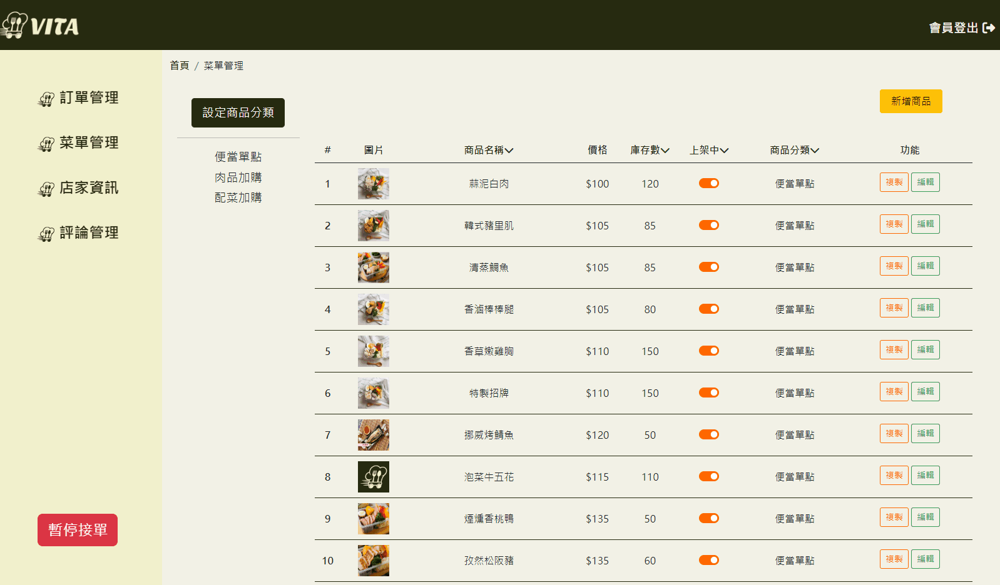 VITA
會員登出
首頁 / 菜單管理
訂單管理
菜單管理
店家資訊
評論管理
暫停接單
設定商品分類
便當單點
肉品加購
配菜加購
新增商品
# 圖片 商品名稱 價格 庫存數 上架中 商品分類 功能
1 蒜泥白肉 $100 120 便當單點 複製 編輯
2 韓式豬里肌 $105 85 便當單點 複製 編輯
3 清蒸鯛魚 $105 85 便當單點 複製 編輯
4 香滷棒棒腿 $105 80 便當單點 複製 編輯
5 香草嫩雞胸 $110 150 便當單點 複製 編輯
6 特製招牌 $110 150 便當單點 複製 編輯
7 挪威烤鯖魚 $120 50 便當單點 複製 編輯
8 泡菜牛五花 $115 110 便當單點 複製 編輯
9 煙燻香桃鴨 $135 50 便當單點 複製 編輯
10 孜然松阪豬 $135 60 便當單點 複製 編輯